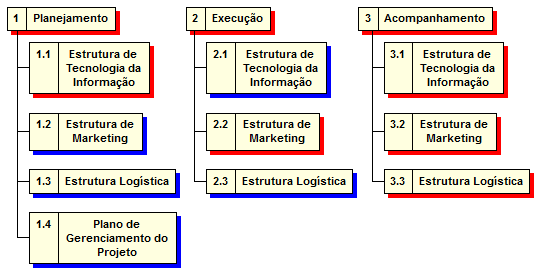 1 Planejamento
1.1 Estrutura de
Tecnologia da
Informação
1.2 Estrutura de
Marketing
1.3 Estrutura Logística
1.4 Plano de
Gerenciamento do
Projeto
2 Execução
2.1 Estrutura de
Tecnologia da
Informação
2.2 Estrutura de
Marketing
2.3 Estrutura Logística
3 Acompanhamento
3.1 Estrutura de
Tecnologia da
Informação
3.2 Estrutura de
Marketing
3.3 Estrutura Logística